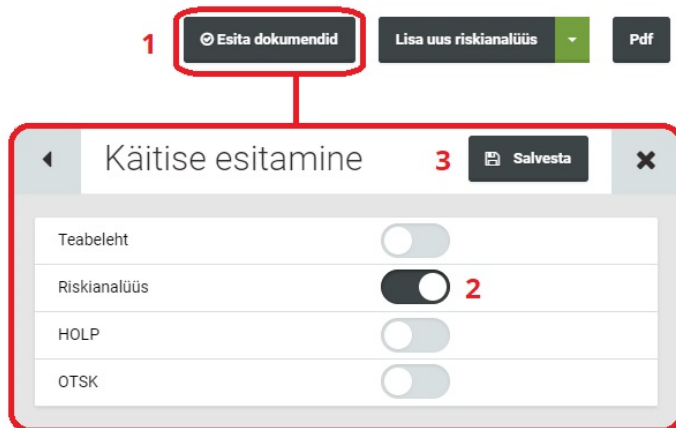 1 Esita dokumendid Lisa uus riskianalüüs Pdf
Käitise esitamine 3 Salvesta
Teabeleht
Riskianalüüs 2
HOLP
OTSK